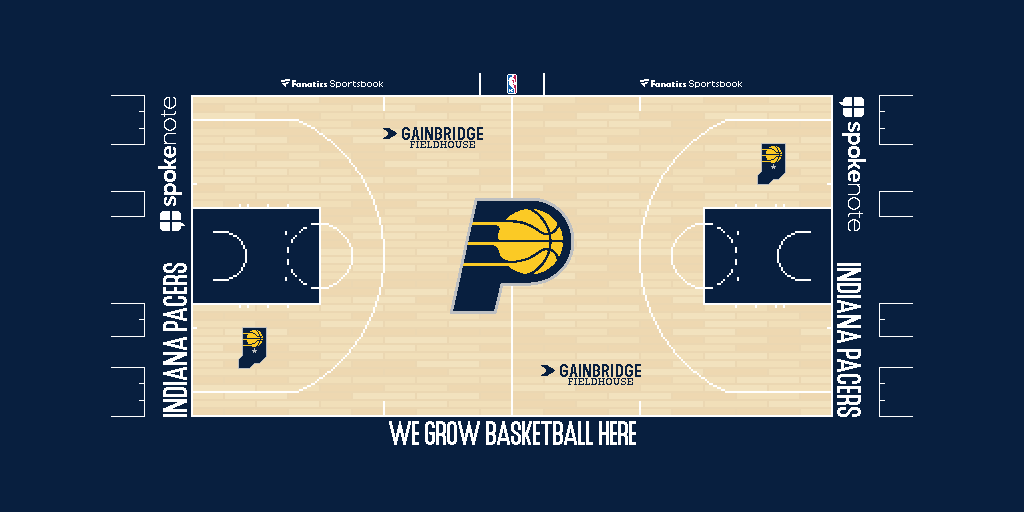 Fanatics Sportsbook
Fanatics Sportsbook
spokenote
GAINBRIDGE
FIELDHOUSE
spokenote
INDIANA PACERS
INDIANA PACERS
GAINBRIDGE
FIELDHOUSE
WE GROW BASKETBALL HERE